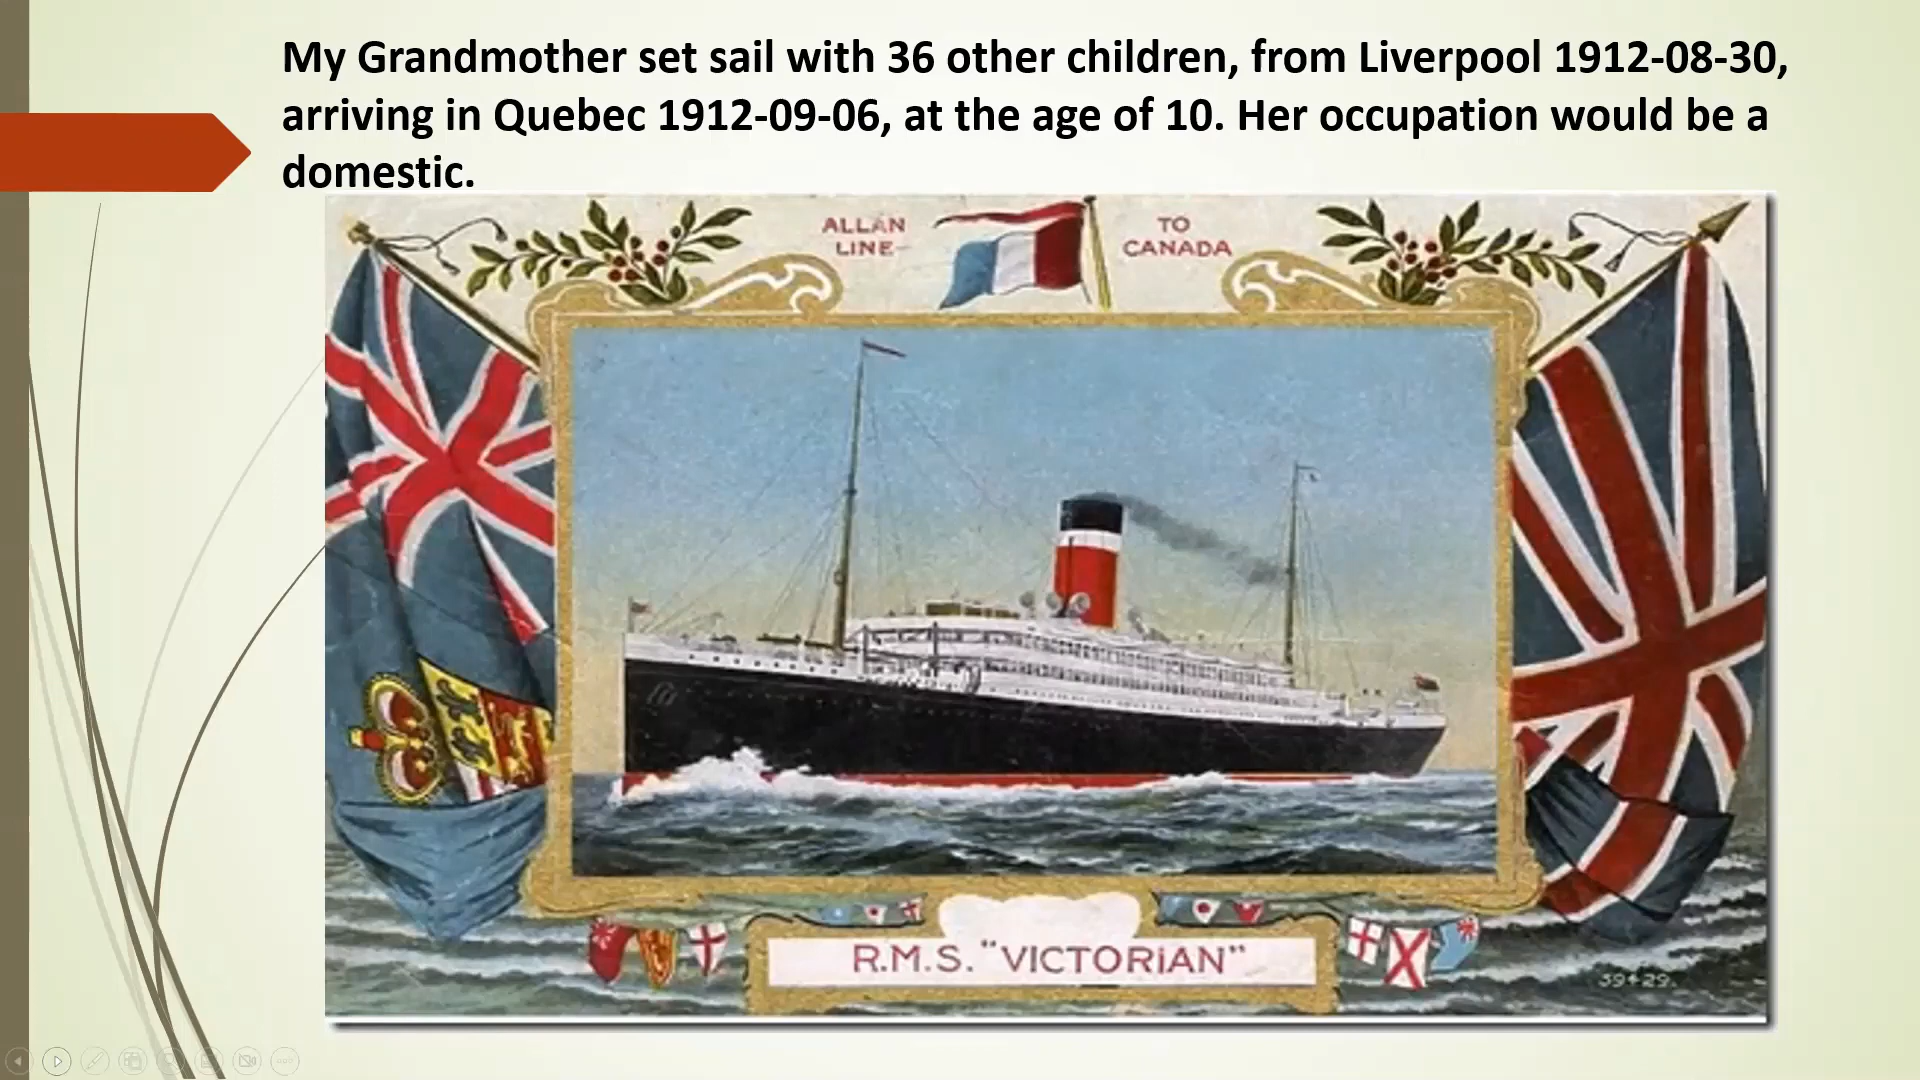 My Grandmother set sail with 36 other children, from Liverpool 1912-08-30,
arriving in Quebec 1912-09-06, at the age of 10. Her occupation would be a
domestic.
ALLAN
LINE
TO
CANADA
R.M.S. "VICTORiAN"